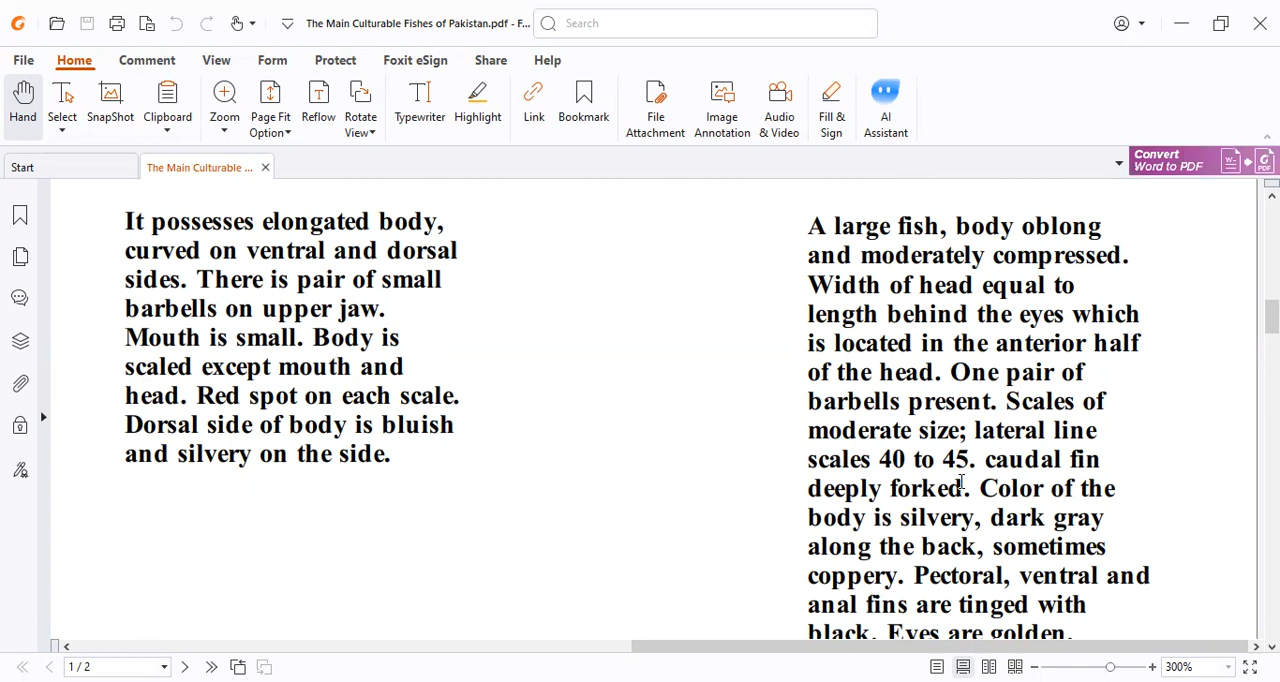 The Main Culturable Fishes of Pakistan.pdf - F...
Search
File Home Comment View Form Protect Foxit eSign Share Help
Hand
Select
SnapShot
Clipboard
Zoom
Page Fit
Option
Reflow
Rotate
View
Typewriter
Highlight
Link
Bookmark
File
Attachment
Image
Annotation
Audio
& Video
Fill &
Sign
AI
Assistant
Start
The Main Culturable ...
Convert
Word to PDF
It possesses elongated body,
curved on ventral and dorsal
sides. There is pair of small
barbells on upper jaw.
Mouth is small. Body is
scaled except mouth and
head. Red spot on each scale.
Dorsal side of body is bluish
and silvery on the side.
A large fish, body oblong
and moderately compressed.
Width of head equal to
length behind the eyes which
is located in the anterior half
of the head. One pair of
barbells present. Scales of
moderate size; lateral line
scales 40 to 45. caudal fin
deeply forked. Color of the
body is silvery, dark gray
along the back, sometimes
coppery. Pectoral, ventral and
anal fins are tinged with
black. Eyes are golden.
1 / 2
300%